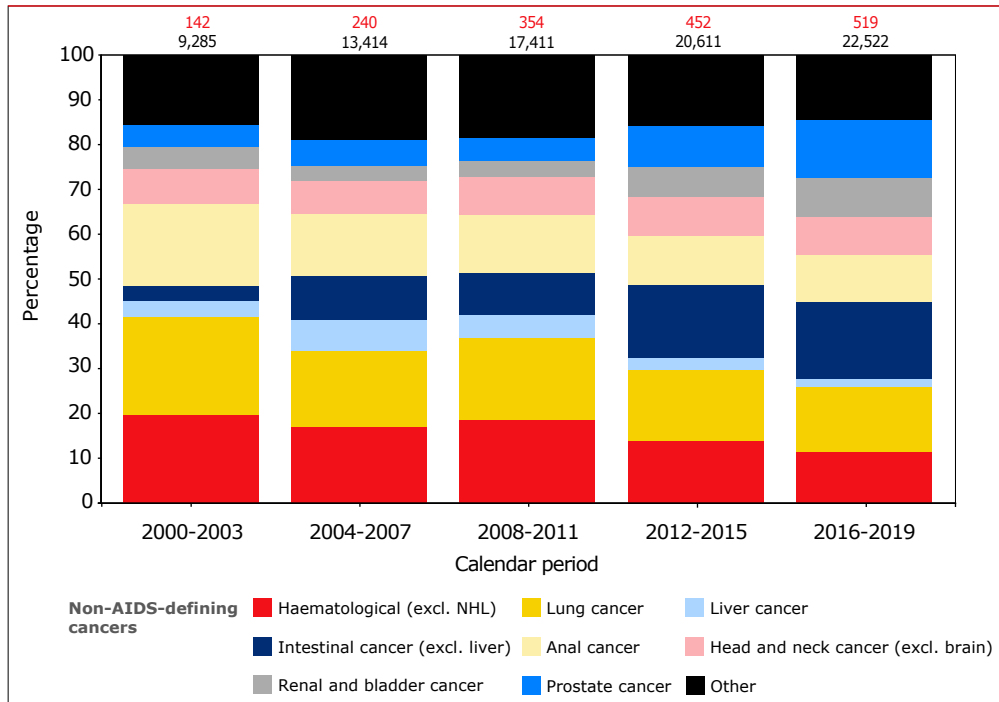 142 240 354 452 519
9,285 13,414 17,411 20,611 22,522
100
90
80
70
60
50
40
30
20
10
0
Percentage
2000-2003 2004-2007 2008-2011 2012-2015 2016-2019
Calendar period
Non-AIDS-defining
cancers
Haematological (excl. NHL) Lung cancer Liver cancer
Intestinal cancer (excl. liver) Anal cancer Head and neck cancer (excl. brain)
Renal and bladder cancer Prostate cancer Other